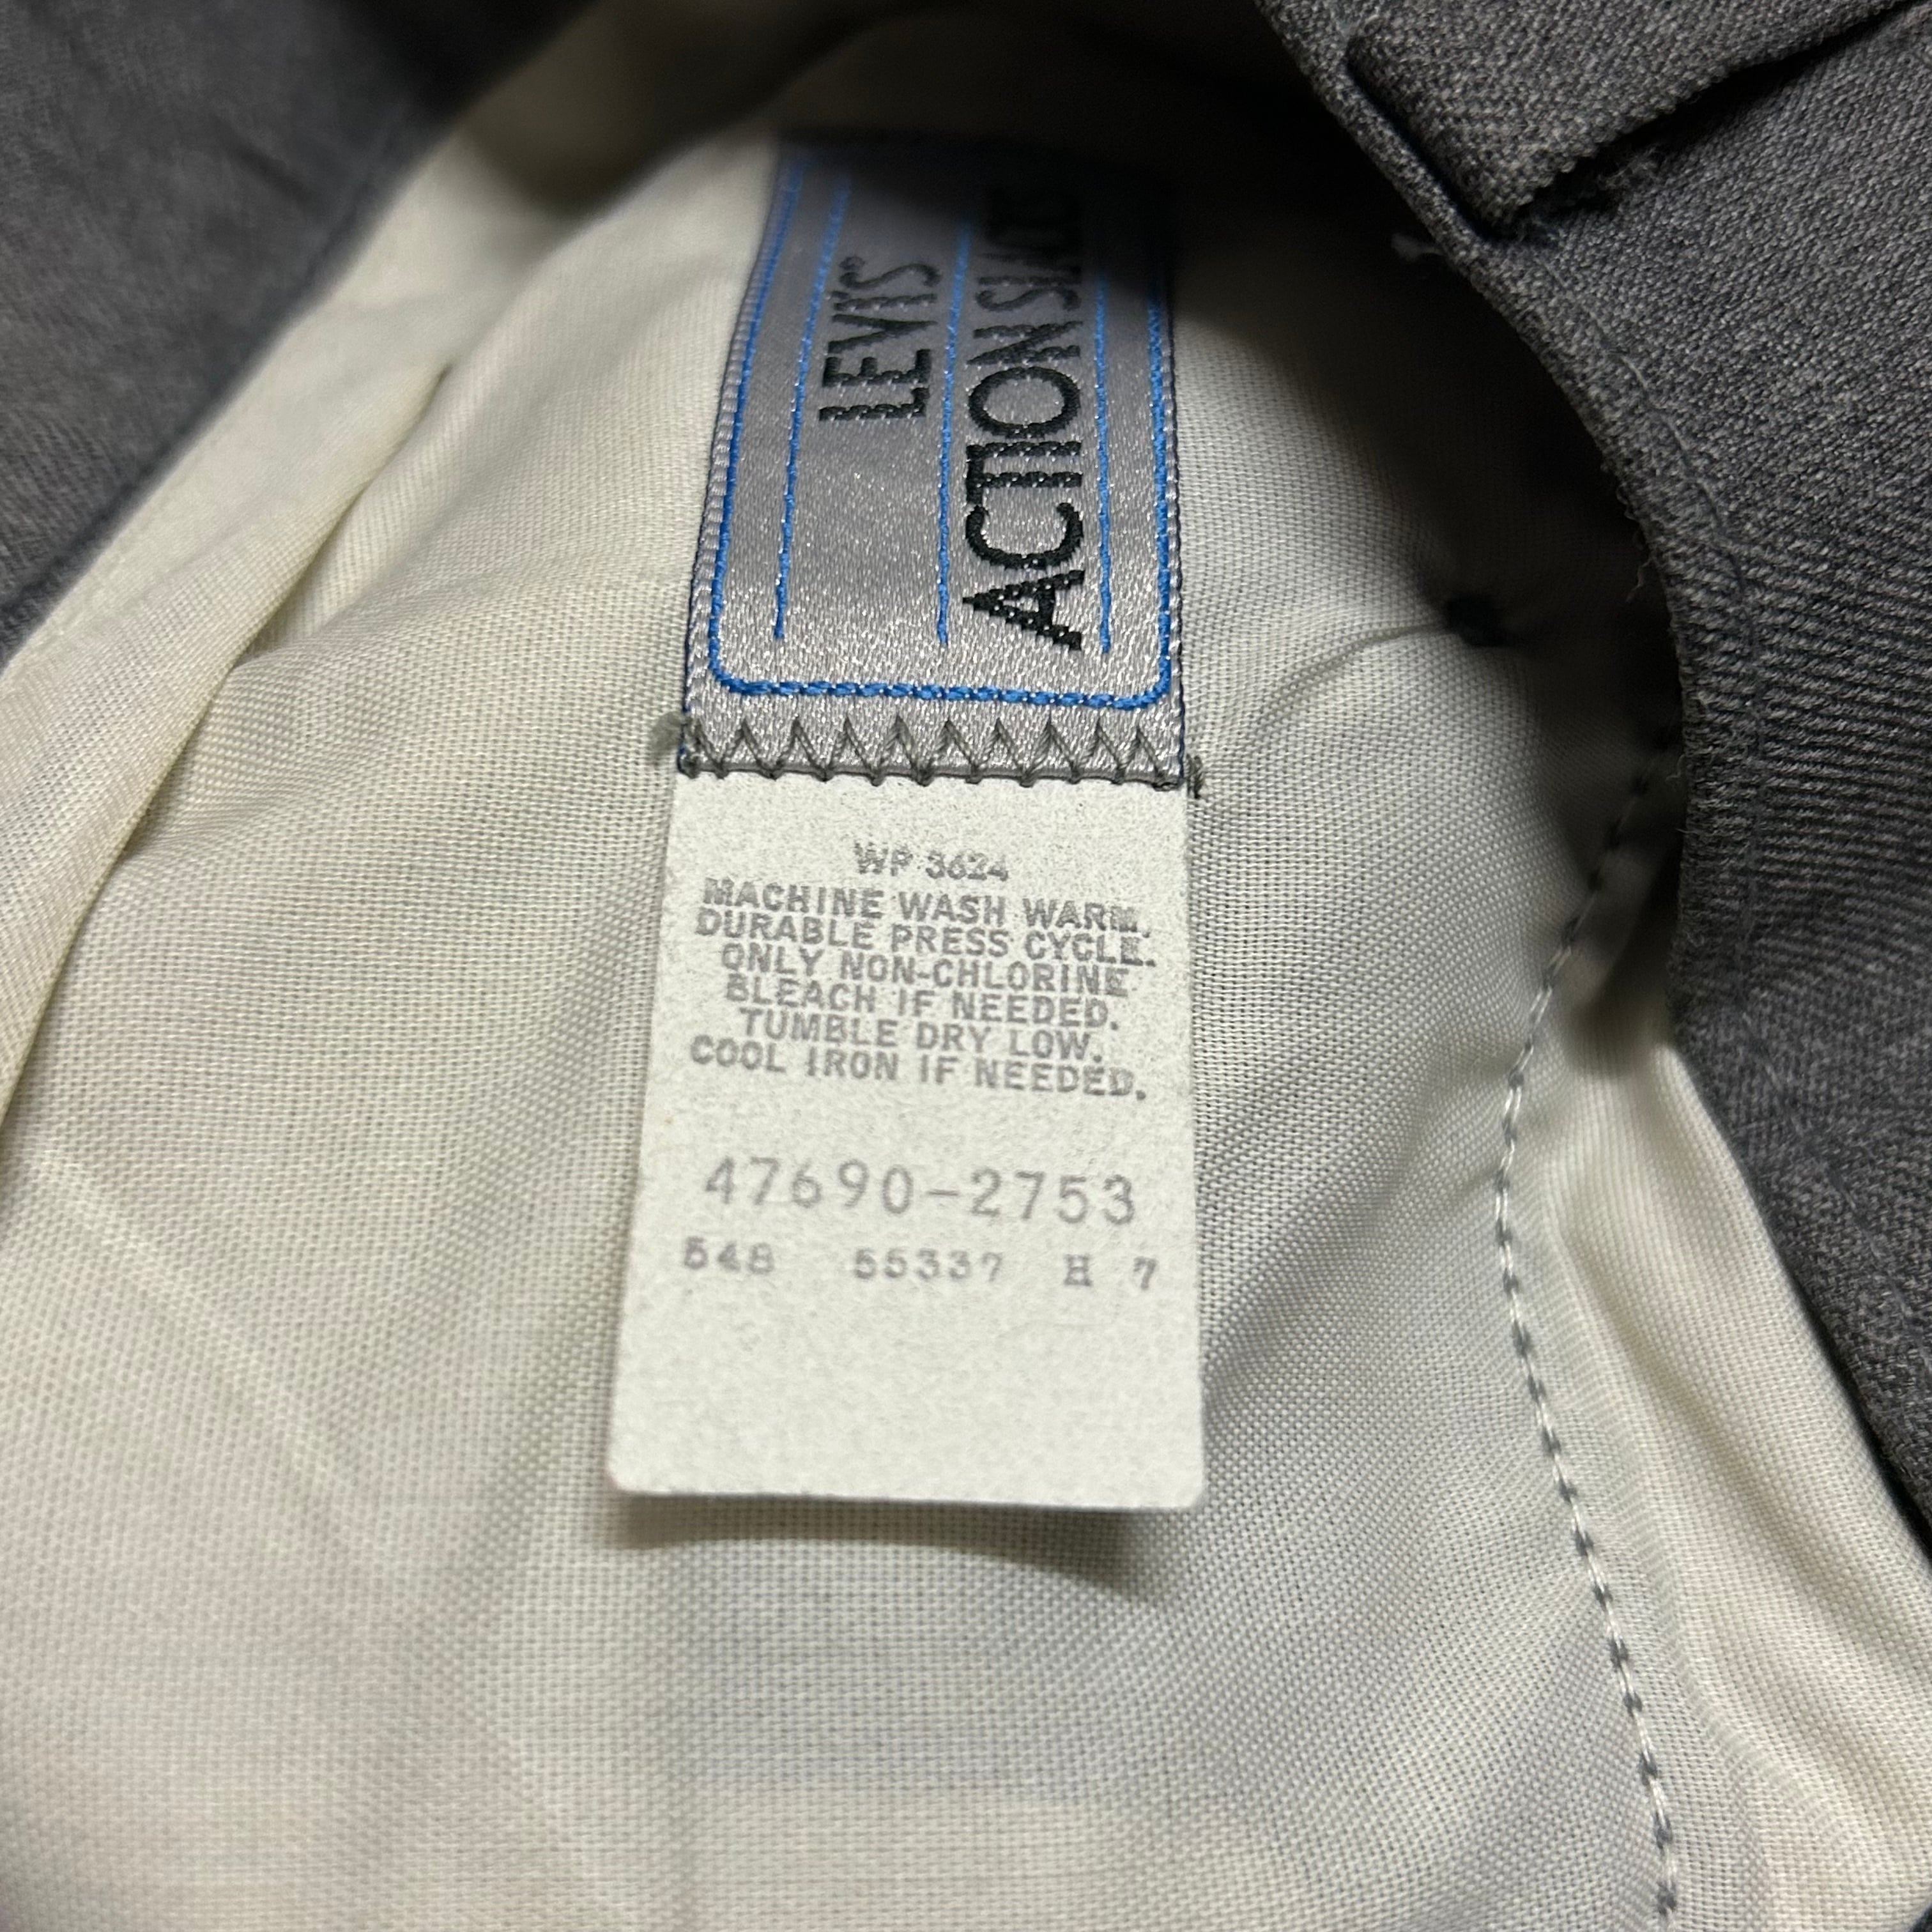 LEVI'S®
ACTION SLACKS
WP 3624
MACHINE WASH WARM.
DURABLE PRESS CYCLE.
ONLY NON-CHLORINE
BLEACH IF NEEDED.
TUMBLE DRY LOW.
COOL IRON IF NEEDED.
47690-2753
548 55337 H 7